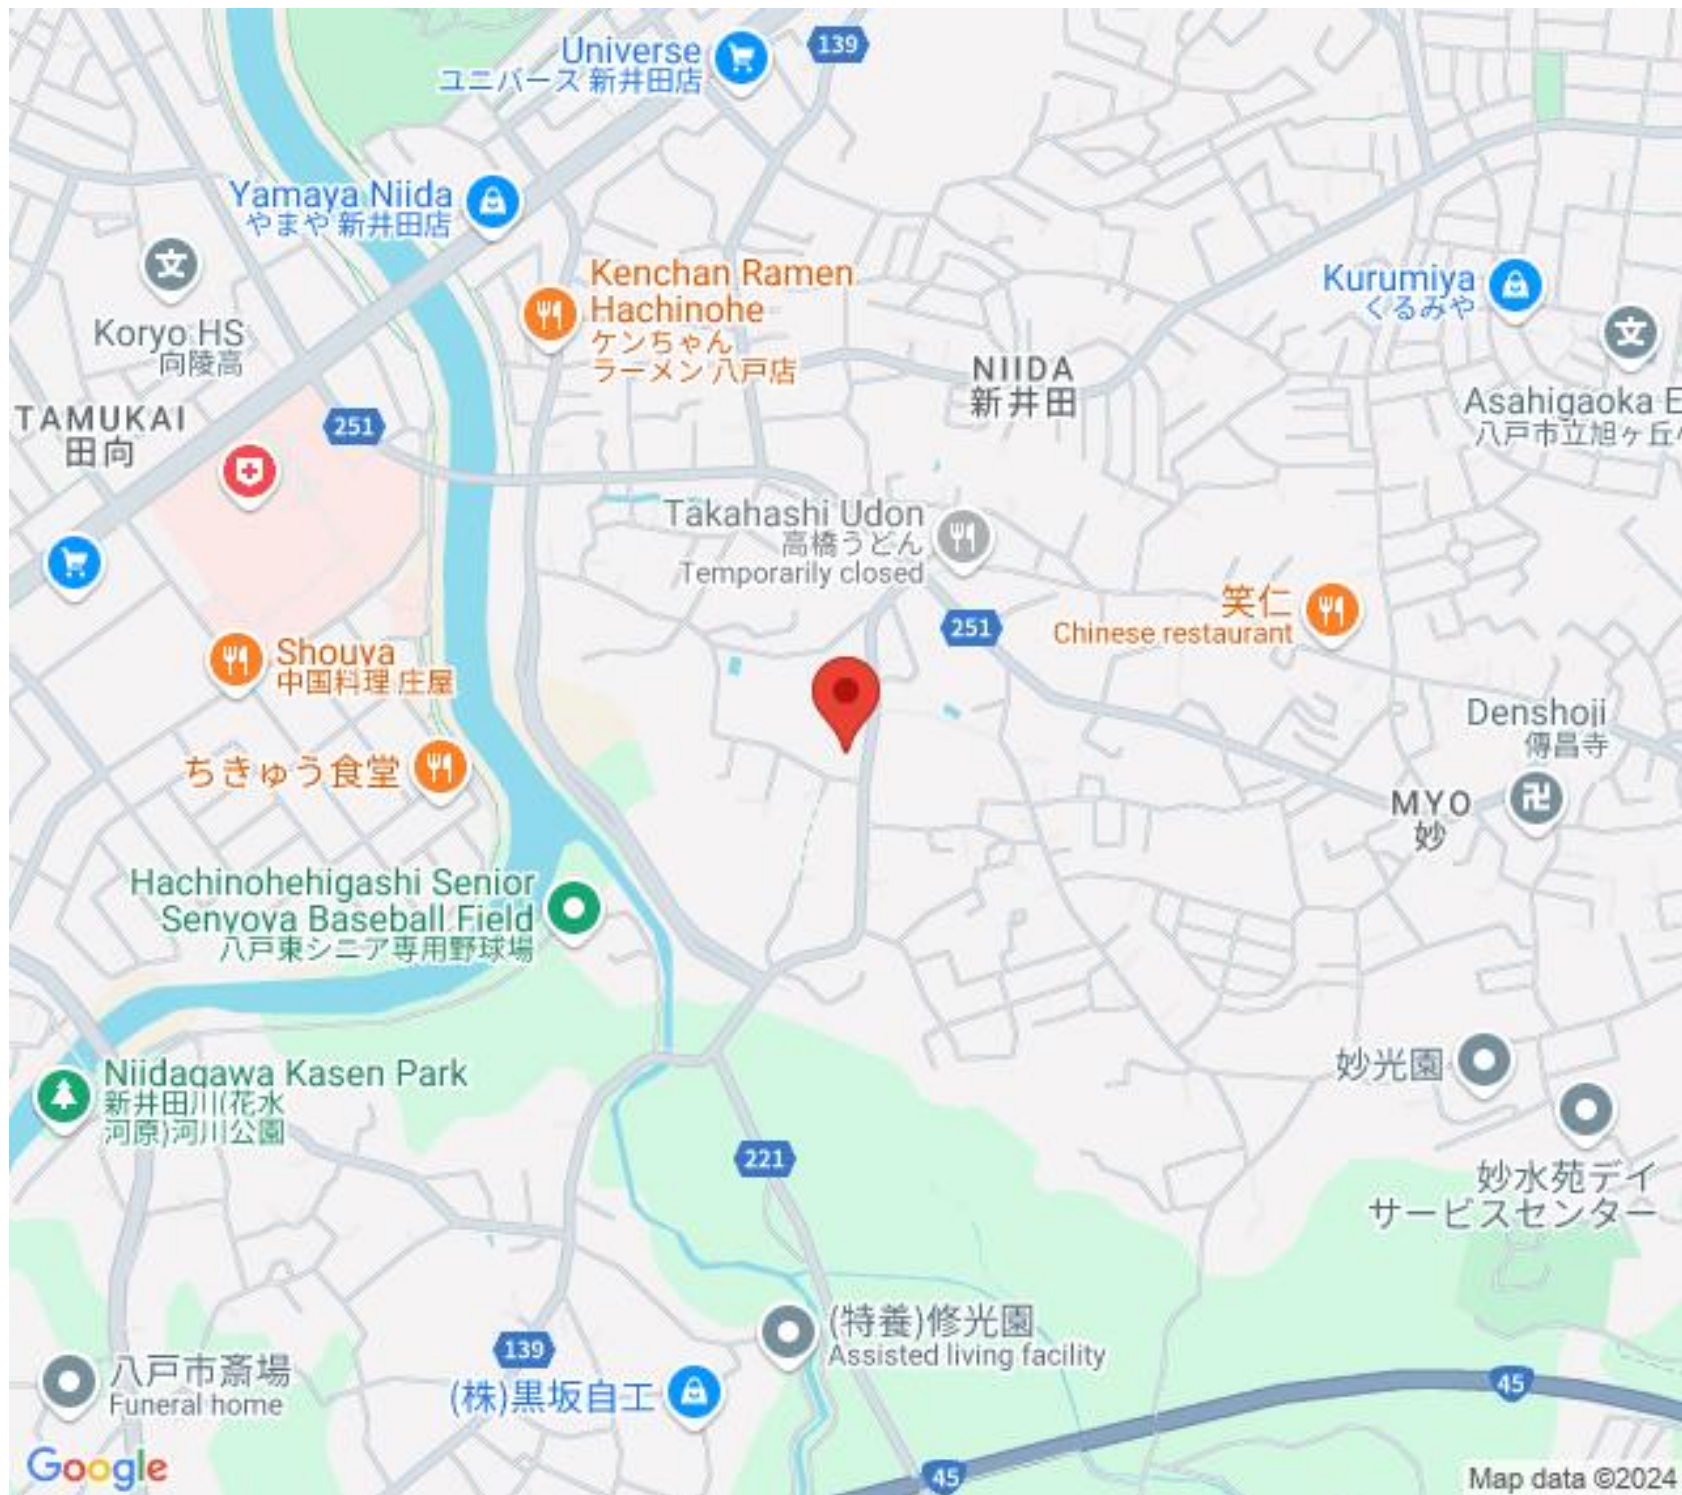 Universe
ユニバース 新井田店
139
Yamaya Niida
やまや 新井田店
文
Koryo HS
向陵高
Kenchan Ramen
Hachinohe
ケンちゃん
ラーメン 八戸店
Kurumiya
くるみや
文
NIIDA
新井田
Asahigaoka E
八戸市立旭ヶ丘小
TAMUKAI
田向
251
Takahashi Udon
高橋うどん
Temporarily closed
251
笑仁
Chinese restaurant
Shouya
中国料理 庄屋
ちきゅう食堂
Denshoji
傳昌寺
MYO
妙
Hachinohehigashi Senior
Senyova Baseball Field
八戸東シニア専用野球場
Niidagawa Kasen Park
新井田川(花水
河原)河川公園
妙光園
221
妙水苑デイ
サービスセンター
(特養)修光園
Assisted living facility
139
(株)黒坂自工
八戸市斎場
Funeral home
45
45
Google
Map data ©2024